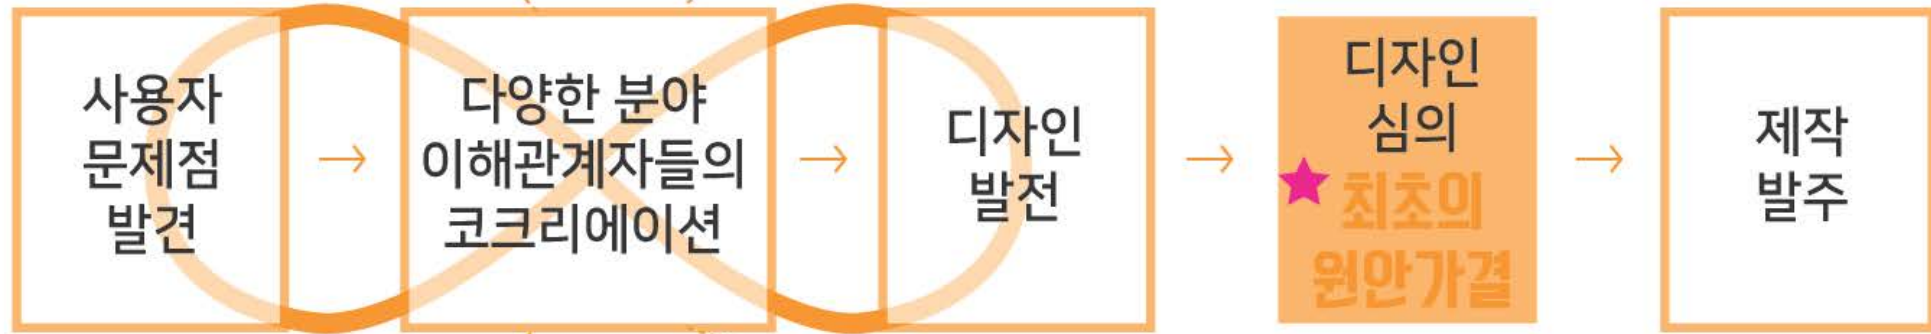 사용자
문제점
발견
→
다양한 분야
이해관계자들의
코크리에이션
→
디자인
발전
→
디자인
심의
최초의
원안가결
→
제작
발주